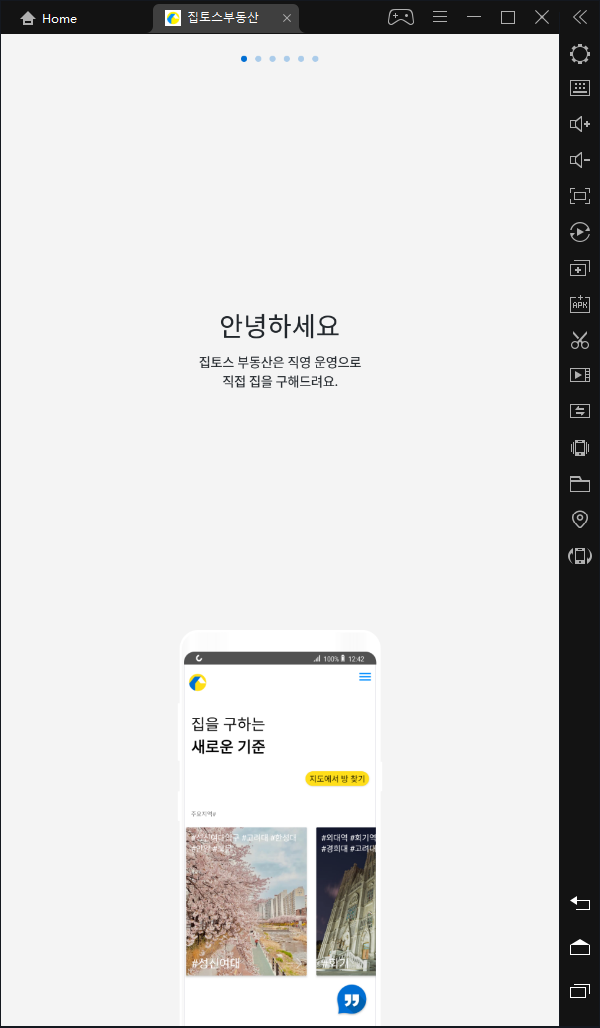 Home
집토스부동산
APK
안녕하세요
집토스 부동산은 직영 운영으로
직접 집을 구해드려요.
100% 12:42
집을 구하는
새로운 기준
지도에서 방 찾기
주요지역#
#성신여대입구 #고려대 #한성대
#외대역 #회기역
#경희대 #고려대
#성신여대
#회기